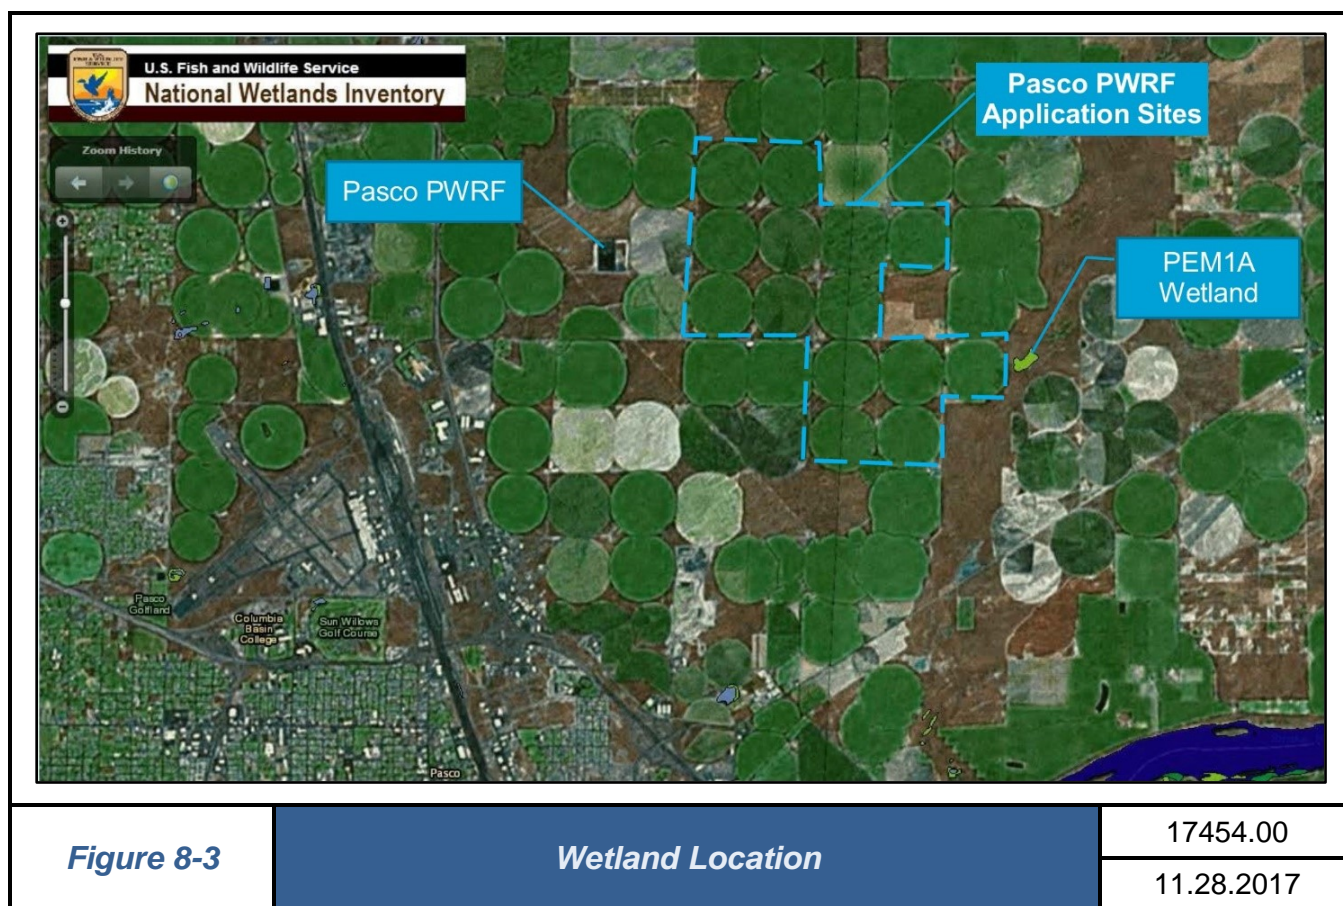 U.S. Fish and Wildlife Service
National Wetlands Inventory
Zoom History
Pasco PWRF
Application Sites
Pasco PWRF
PEM1A
Wetland
Pasco
Golfland
Columbia
Basin
College
Sun Willows
Golf Course
Pasco
Figure 8-3
Wetland Location
17454.00
11.28.2017